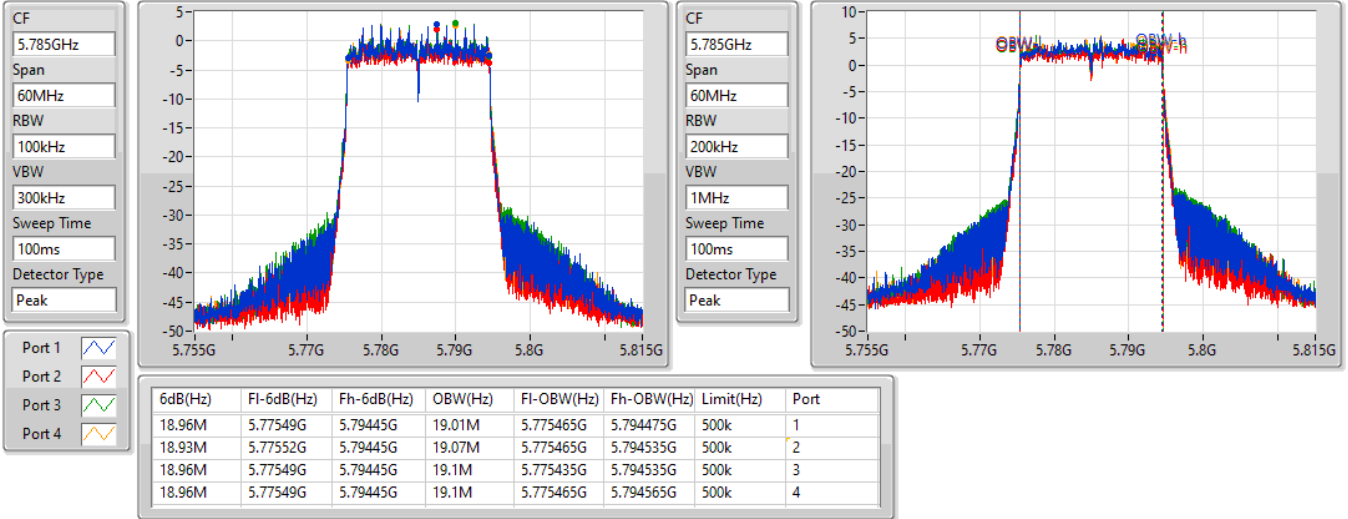 CF
5.785GHz
Span
60MHz
RBW
100kHz
VBW
300kHz
Sweep Time
100ms
Detector Type
Peak
5
0
-5
-10
-15
-20
-25
-30
-35
-40
-45
-50
5.755G 5.77G 5.78G 5.79G 5.8G 5.815G
CF
5.785GHz
Span
60MHz
RBW
200kHz
VBW
1MHz
Sweep Time
100ms
Detector Type
Peak
10
5
0
-5
-10
-15
-20
-25
-30
-35
-40
-45
-50
OBW-h
5.755G 5.77G 5.78G 5.79G 5.8G 5.815G
Port 1
Port 2
Port 3
Port 4
6dB(Hz) Fl-6dB(Hz) Fh-6dB(Hz) OBW(Hz) Fl-OBW(Hz) Fh-OBW(Hz) Limit(Hz) Port
18.96M 5.77549G 5.79445G 19.01M 5.775465G 5.794475G 500k 1
18.93M 5.77552G 5.79445G 19.07M 5.775465G 5.794535G 500k 2
18.96M 5.77549G 5.79445G 19.1M 5.775435G 5.794535G 500k 3
18.96M 5.77549G 5.79445G 19.1M 5.775465G 5.794565G 500k 4